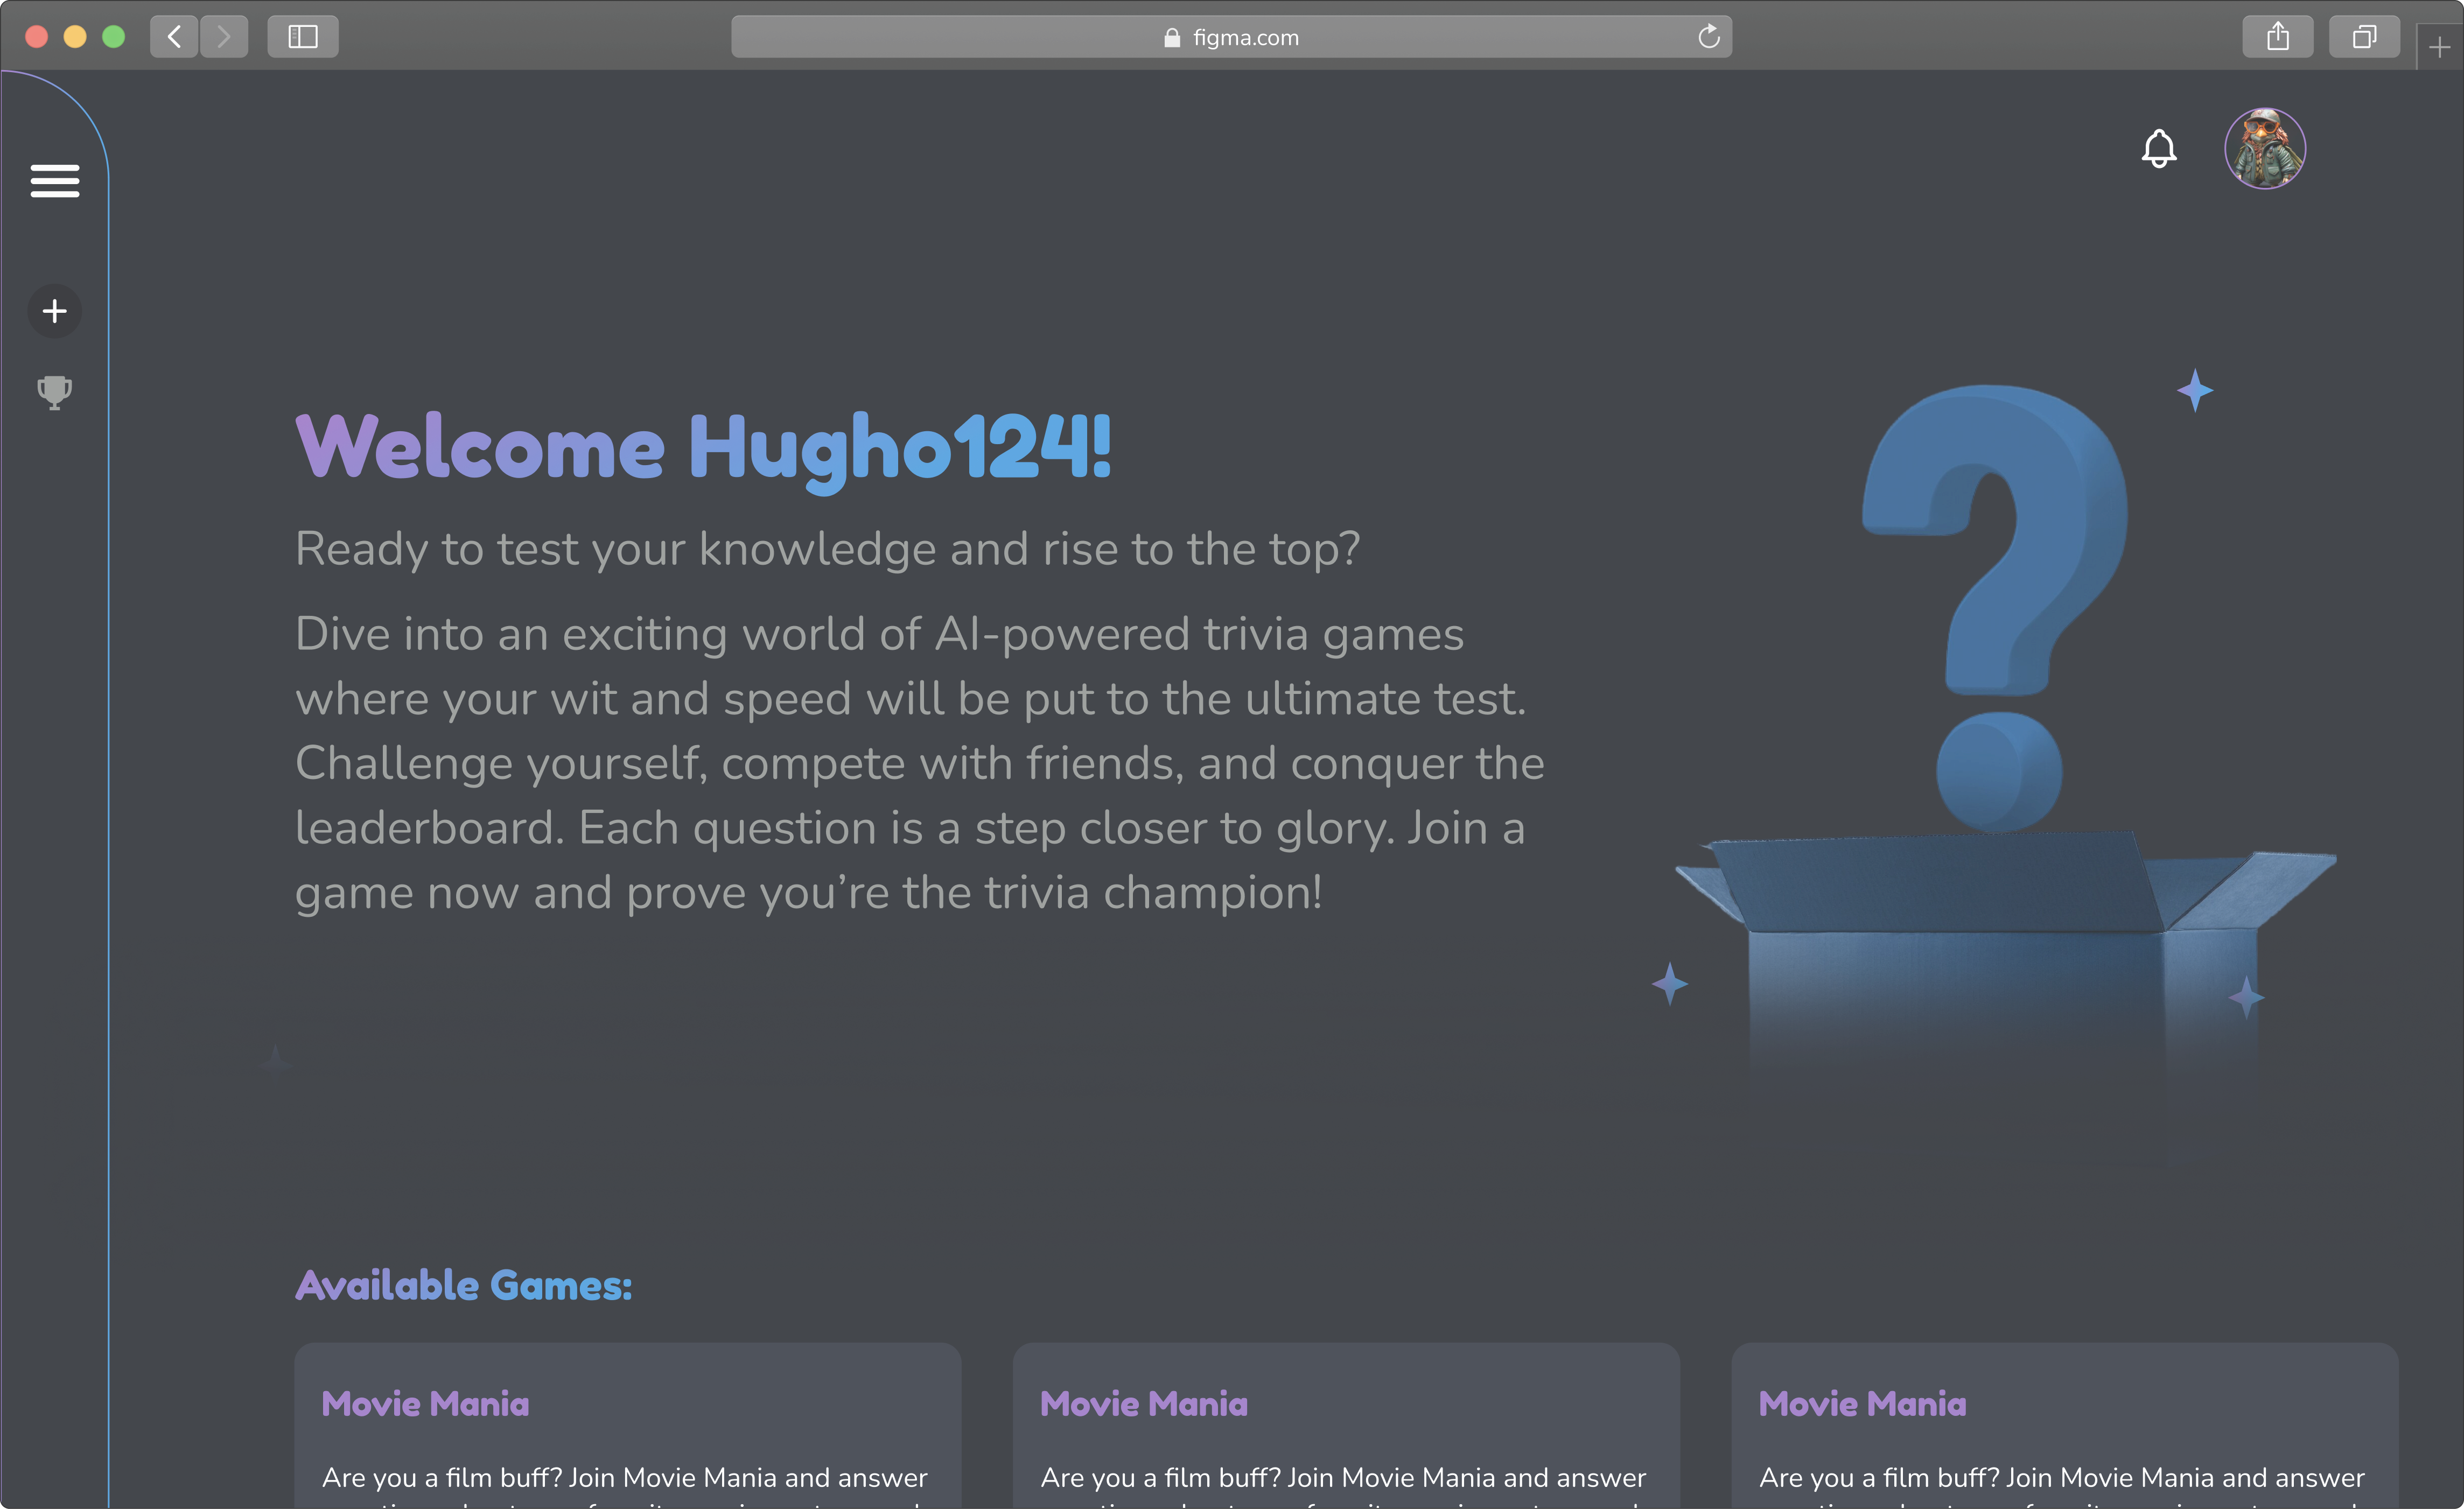 figma.com
Welcome Hugho124!
Ready to test your knowledge and rise to the top?
Dive into an exciting world of AI-powered trivia games
where your wit and speed will be put to the ultimate test.
Challenge yourself, compete with friends, and conquer the
leaderboard. Each question is a step closer to glory. Join a
game now and prove you’re the trivia champion!
Available Games:
Movie Mania
Are you a film buff? Join Movie Mania and answer
Movie Mania
Are you a film buff? Join Movie Mania and answer
Movie Mania
Are you a film buff? Join Movie Mania and answer